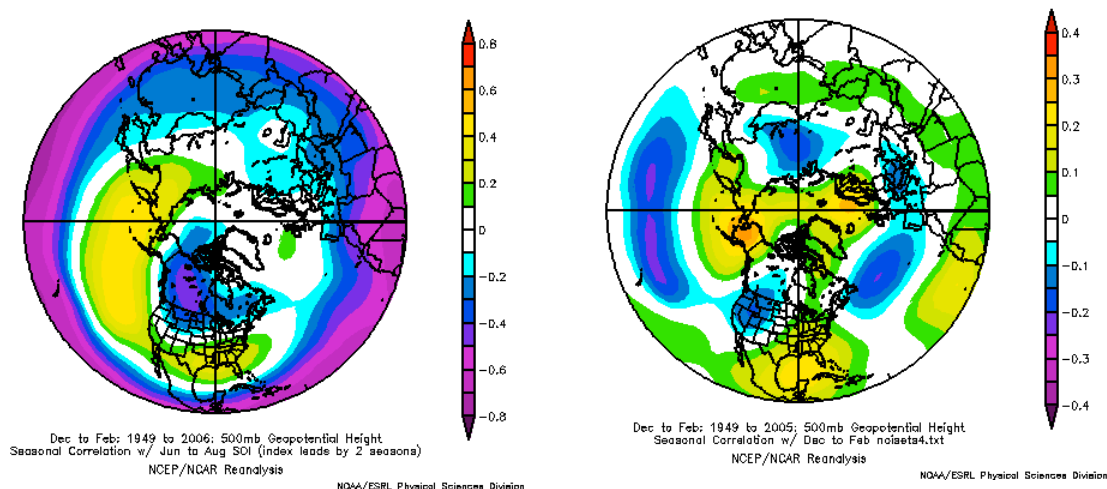 0.8
0.6
0.4
0.2
0
-0.2
-0.4
-0.6
-0.8
Dec to Feb: 1949 to 2006: 500mb Geopotential Height
Seasonal Correlation w/ Jun to Aug SOI (index leads by 2 seasons)
NCEP/NCAR Reanalysis
NOAA/ESRL Physical Sciences Division
0.4
0.3
0.2
0.1
0
-0.1
-0.2
-0.3
-0.4
Dec to Feb: 1949 to 2005: 500mb Geopotential Height
Seasonal Correlation w/ Dec to Feb noisets4.txt
NCEP/NCAR Reanalysis
NOAA/ESRL Physical Sciences Division